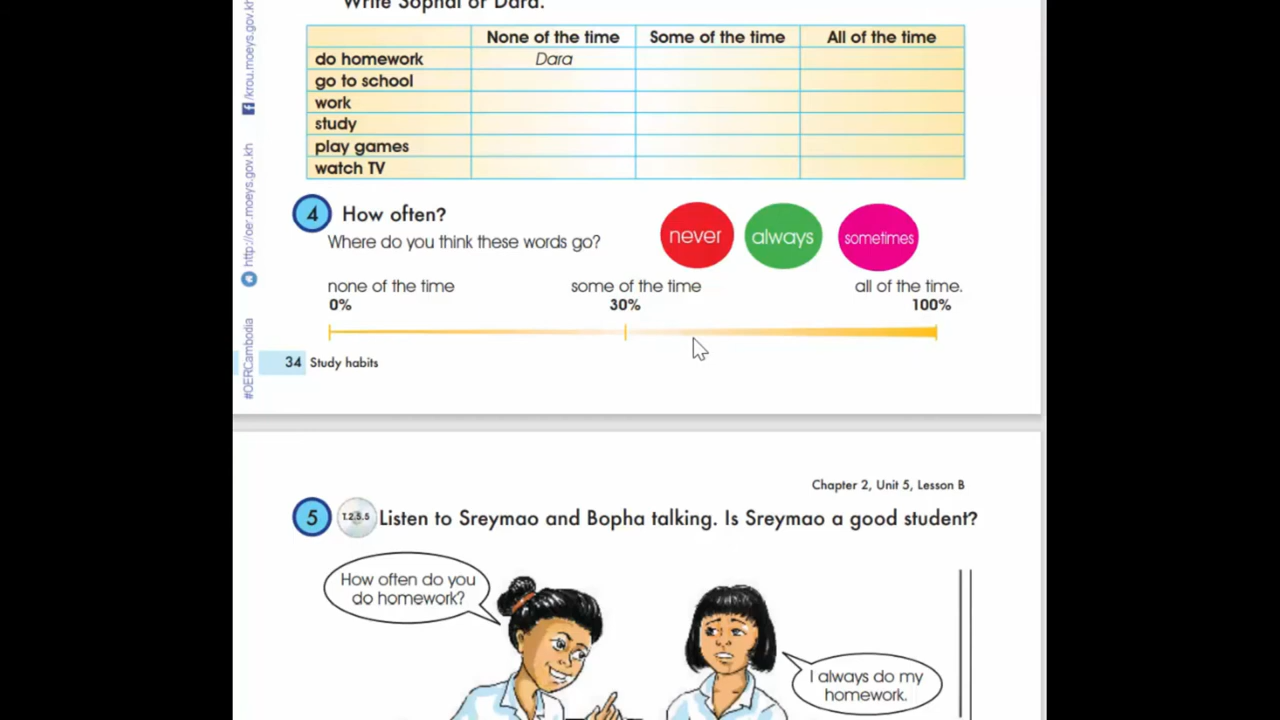 Write Sophal or Dara.
None of the time Some of the time All of the time
do homework Dara
go to school
work
study
play games
watch TV
4 How often?
never always sometimes
Where do you think these words go?
none of the time some of the time all of the time.
0% 30% 100%
34 Study habits
#OERCambodia http://oer.moeys.gov.kh /krou.moeys.gov.kh
Chapter 2, Unit 5, Lesson B
5 1.2.5.5 Listen to Sreymao and Bopha talking. Is Sreymao a good student?
How often do you
do homework?
I always do my
homework.